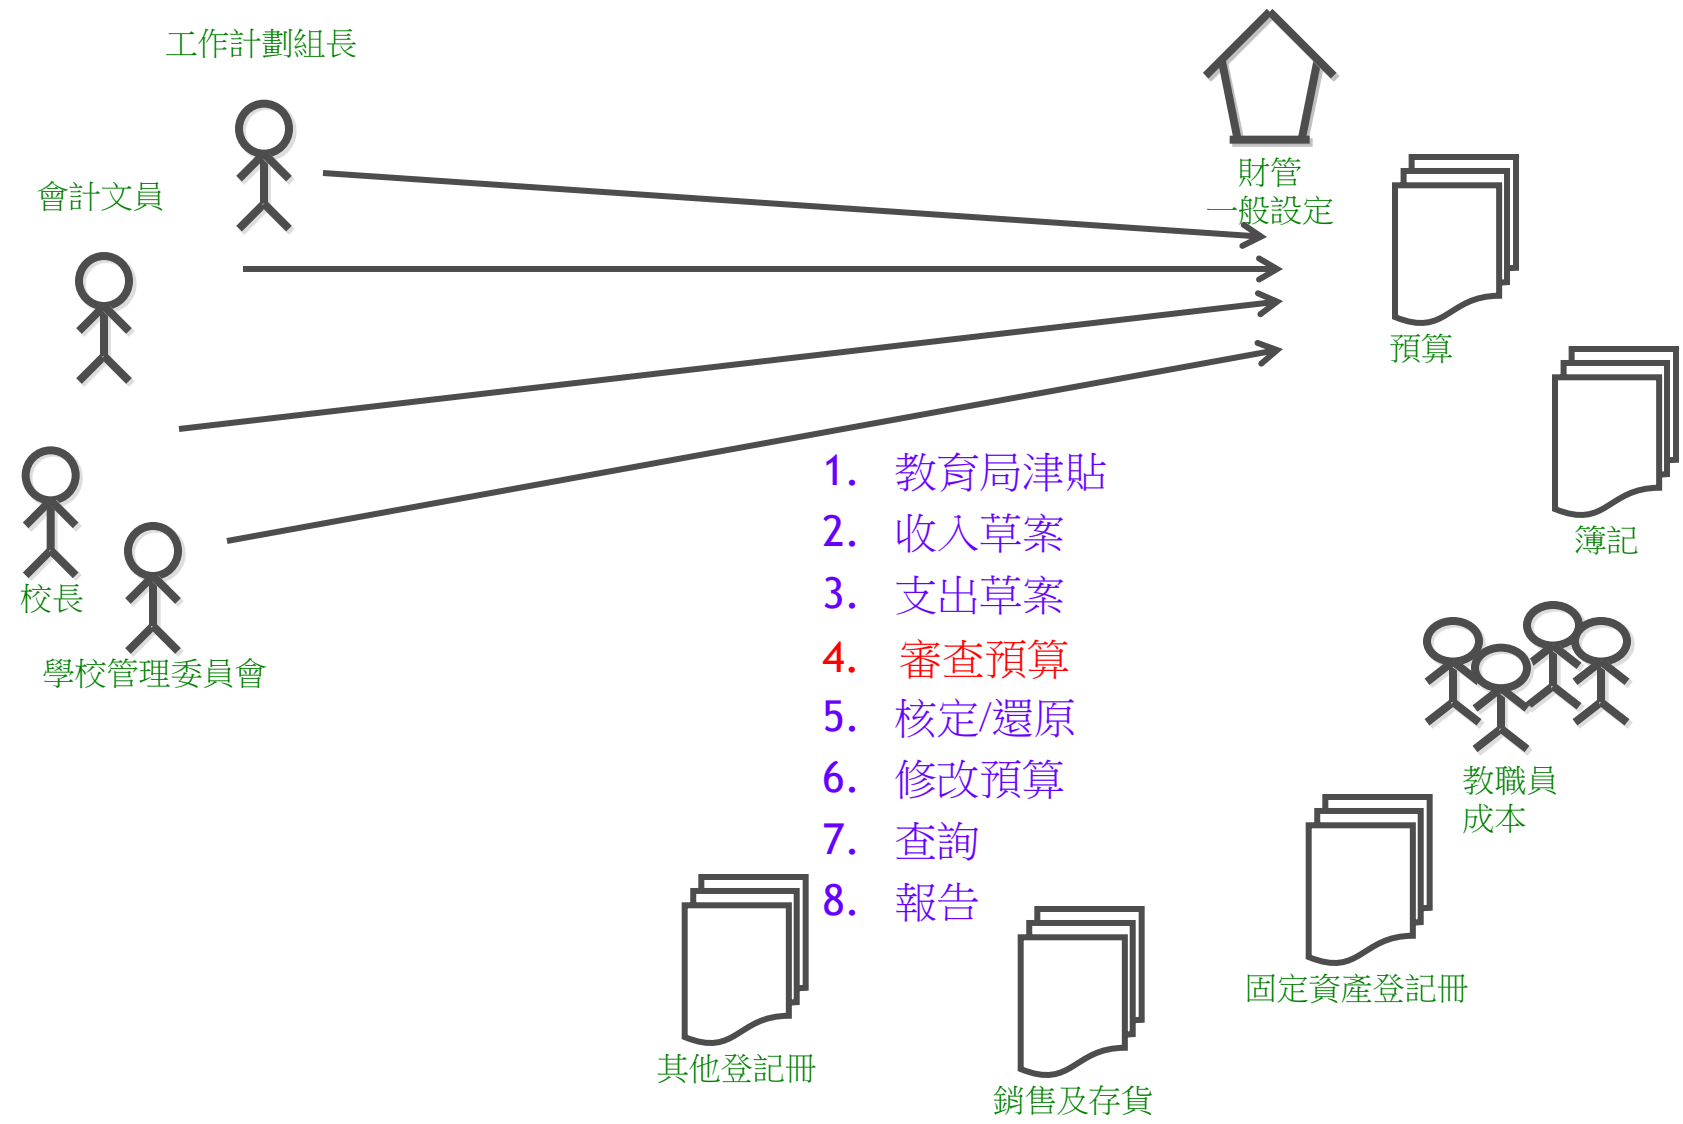 工作計劃組長
會計文員
財管
一般設定
預算
簿記
校長
學校管理委員會
1. 教育局津貼
2. 收入草案
3. 支出草案
4. 審查預算
5. 核定/還原
6. 修改預算
7. 查詢
8. 報告
教職員
成本
固定資產登記冊
其他登記冊
銷售及存貨